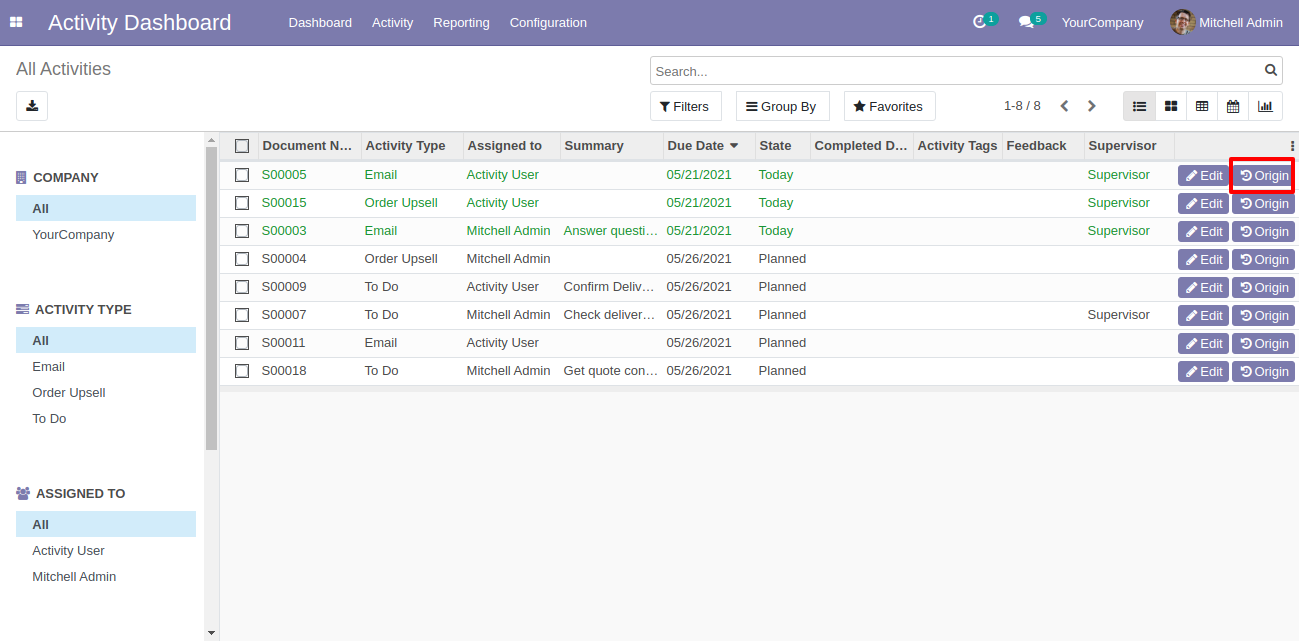 Activity Dashboard Dashboard Activity Reporting Configuration 1 5 YourCompany Mitchell Admin
All Activities
Search...
Filters Group By Favorites 1-8 / 8
COMPANY
All
YourCompany
ACTIVITY TYPE
All
Email
Order Upsell
To Do
ASSIGNED TO
All
Activity User
Mitchell Admin
Document N... Activity Type Assigned to Summary Due Date State Completed D... Activity Tags Feedback Supervisor
S00005 Email Activity User 05/21/2021 Today Supervisor Edit Origin
S00015 Order Upsell Activity User 05/21/2021 Today Supervisor Edit Origin
S00003 Email Mitchell Admin Answer questi... 05/21/2021 Today Supervisor Edit Origin
S00004 Order Upsell Mitchell Admin 05/26/2021 Planned Edit Origin
S00009 To Do Activity User Confirm Deliv... 05/26/2021 Planned Edit Origin
S00007 To Do Mitchell Admin Check deliver... 05/26/2021 Planned Supervisor Edit Origin
S00011 Email Activity User 05/26/2021 Planned Edit Origin
S00018 To Do Mitchell Admin Get quote con... 05/26/2021 Planned Edit Origin